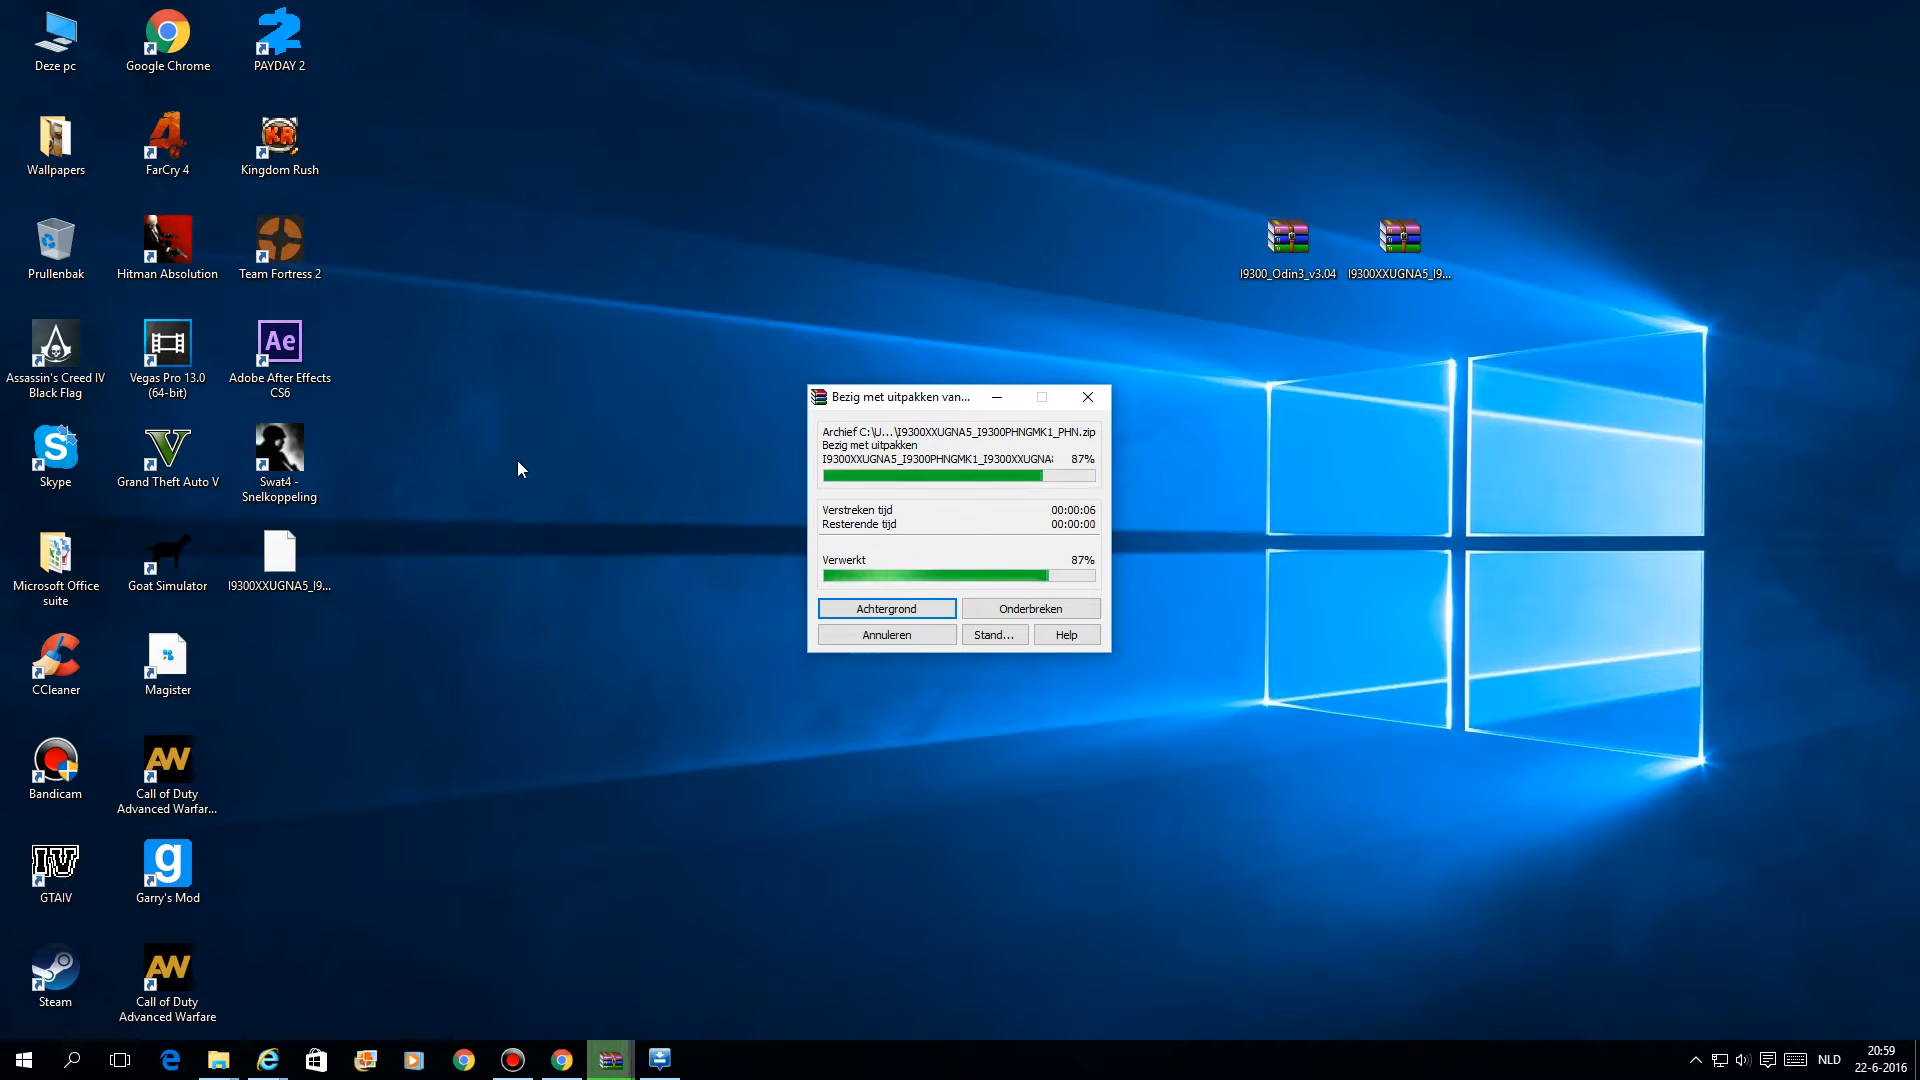 Deze pc
Google Chrome
PAYDAY 2
Wallpapers
FarCry 4
Kingdom Rush
KR
Prullenbak
Hitman Absolution
Team Fortress 2
I9300_Odin3_v3.04
I9300XXUGNA5_I9...
Assassin's Creed IV
Black Flag
Vegas Pro 13.0
(64-bit)
Ae
Adobe After Effects
CS6
Skype
Grand Theft Auto V
Swat4 -
Snelkoppeling
Microsoft Office
suite
Goat Simulator
I9300XXUGNA5_I9...
CCleaner
Magister
Bandicam
AW
Call of Duty
Advanced Warfar...
IV
GTAIV
g
Garry's Mod
Steam
AW
Call of Duty
Advanced Warfare
Bezig met uitpakken van...
Archief C:\U...\I9300XXUGNA5_I9300PHNGMK1_PHN.zip
Bezig met uitpakken
I9300XXUGNA5_I9300PHNGMK1_I9300XXUGNA 87%
Verstreken tijd 00:00:06
Resterende tijd 00:00:00
Verwerkt 87%
Achtergrond
Onderbreken
Annuleren
Stand...
Help
NLD
20:59
22-6-2016